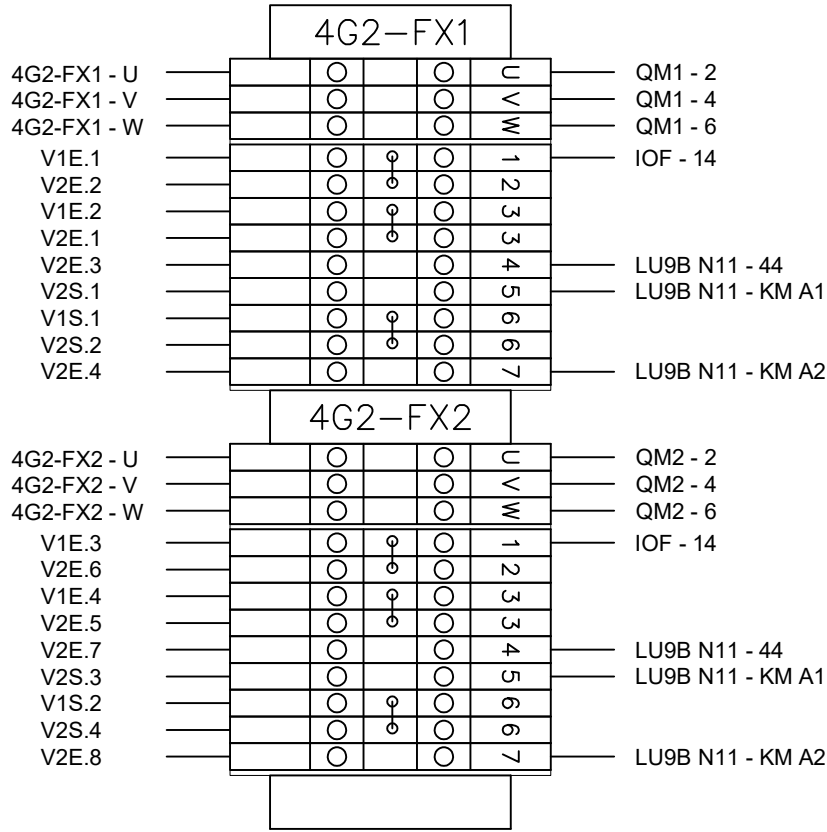 4G2-FX1
4G2-FX1 - U U QM1 - 2
4G2-FX1 - V V QM1 - 4
4G2-FX1 - W W QM1 - 6
V1E.1 1 IOF - 14
V2E.2 2
V1E.2 3
V2E.1 3
V2E.3 4 LU9B N11 - 44
V2S.1 5 LU9B N11 - KM A1
V1S.1 6
V2S.2 6
V2E.4 7 LU9B N11 - KM A2
4G2-FX2
4G2-FX2 - U U QM2 - 2
4G2-FX2 - V V QM2 - 4
4G2-FX2 - W W QM2 - 6
V1E.3 1 IOF - 14
V2E.6 2
V1E.4 3
V2E.5 3
V2E.7 4 LU9B N11 - 44
V2S.3 5 LU9B N11 - KM A1
V1S.2 6
V2S.4 6
V2E.8 7 LU9B N11 - KM A2